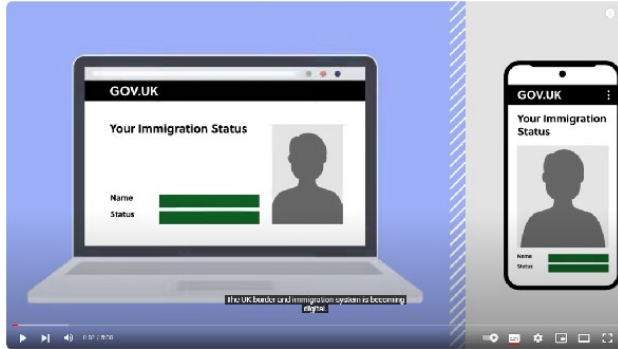 GOV.UK
Your Immigration Status
Name
Status
GOV.UK
Your Immigration
Status
Name
Status
The UK border and immigration system is becoming
digital.